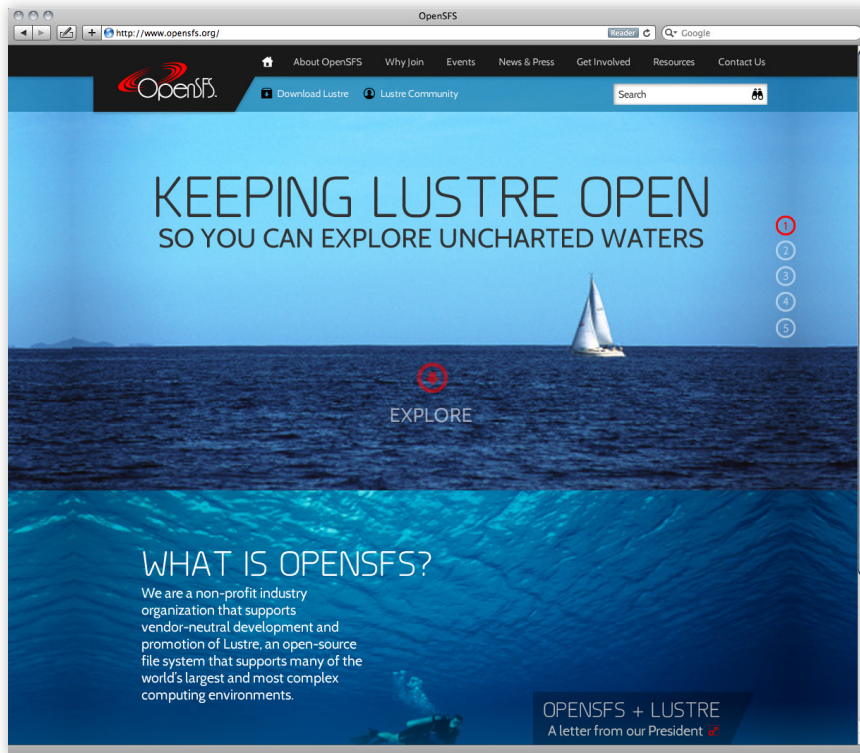 OpenSFS
http://www.opensfs.org/
Reader
Google
OpenSFS.
About OpenSFS Why Join Events News & Press Get Involved Resources Contact Us
Download Lustre Lustre Community
Search
KEEPING LUSTRE OPEN
SO YOU CAN EXPLORE UNCHARTED WATERS
1
2
3
4
5
EXPLORE
WHAT IS OPENSFS?
We are a non-profit industry
organization that supports
vendor-neutral development and
promotion of Lustre, an open-source
file system that supports many of the
world's largest and most complex
computing environments.
OPENSFS + LUSTRE
A letter from our President